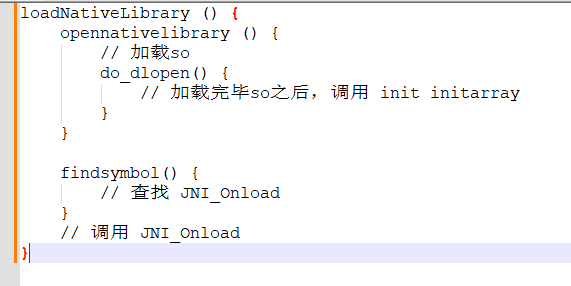 loadNativeLibrary () {
opennativelibrary () {
// 加载so
do_dlopen() {
// 加载完毕so之后，调用 init initarray
}
}
findsymbol() {
// 查找 JNI_Onload
}
// 调用 JNI_Onload
}